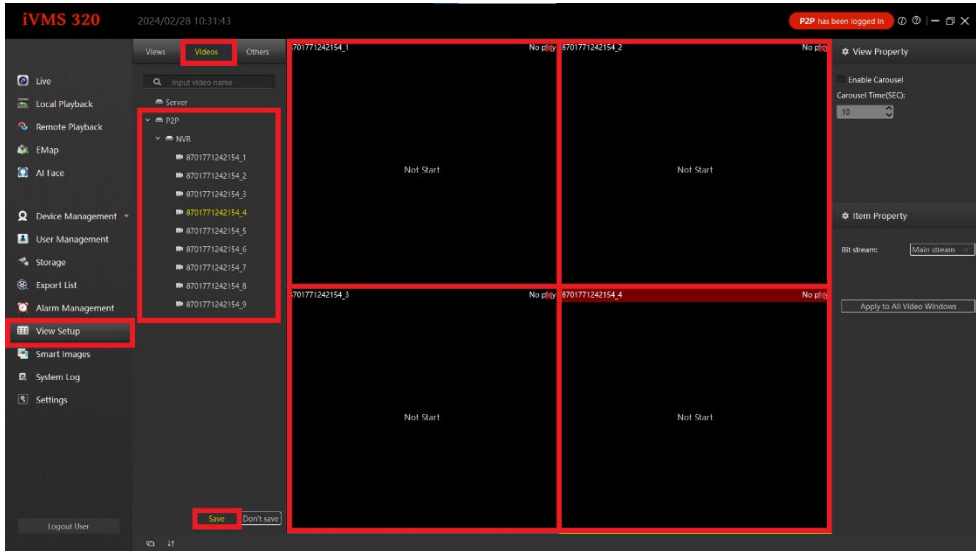 iVMS 320
2024/02/28 10:31:43
P2P has been logged in
Live
Local Playback
Remote Playback
EMap
AI Face
Device Management
User Management
Storage
Export List
Alarm Management
View Setup
Smart Images
System Log
Settings
Logout User
Views Videos Others
Input video name
Server
P2P
NVR
8701771242154_1
8701771242154_2
8701771242154_3
8701771242154_4
8701771242154_5
8701771242154_6
8701771242154_7
8701771242154_8
8701771242154_9
Save Don't save
8701771242154_1 No play
Not Start
8701771242154_2 No play
Not Start
8701771242154_3 No play
Not Start
8701771242154_4 No play
Not Start
View Property
Enable Carousel
Carousel Time(SEC):
10
Item Property
Bit stream: Main stream
Apply to All Video Windows